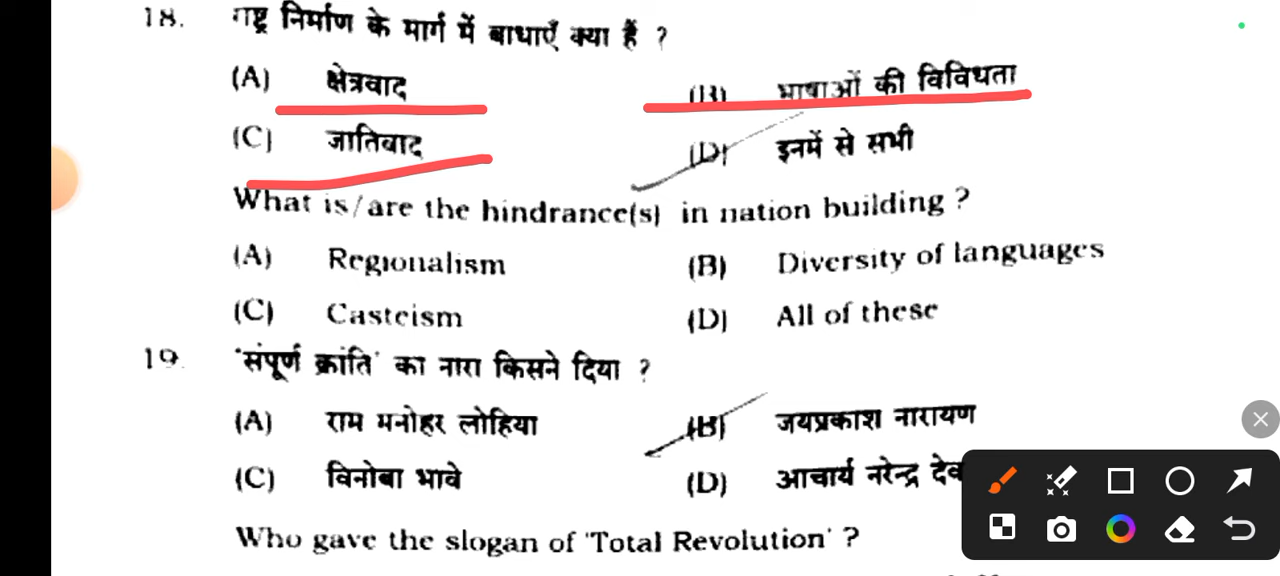 18. राष्ट्र निर्माण के मार्ग में बाधाएँ क्या हैं ?
(A) क्षेत्रवाद (B) भाषाओं की विविधता
(C) जातिवाद (D) इनमें से सभी
What is/are the hindrance(s) in nation building ?
(A) Regionalism (B) Diversity of languages
(C) Casteism (D) All of these
19. 'संपूर्ण क्रांति' का नारा किसने दिया ?
(A) राम मनोहर लोहिया (B) जयप्रकाश नारायण
(C) विनोबा भावे (D) आचार्य नरेन्द्र देव
Who gave the slogan of 'Total Revolution' ?